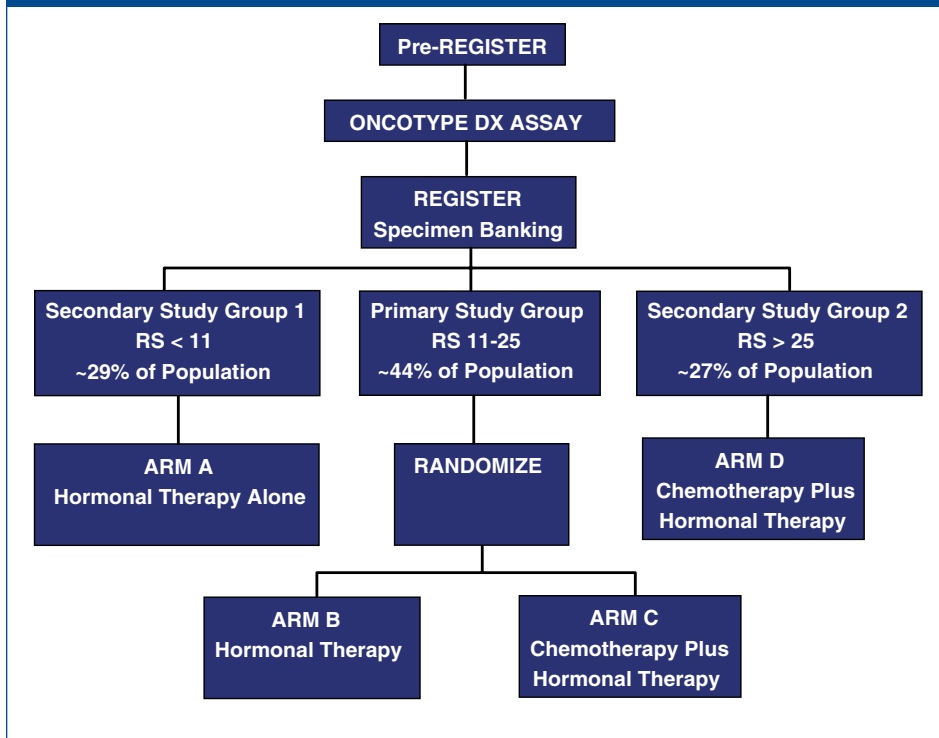 Pre-REGISTER
ONCOTYPE DX ASSAY
REGISTER
Specimen Banking
Secondary Study Group 1
RS < 11
~29% of Population
Primary Study Group
RS 11-25
~44% of Population
Secondary Study Group 2
RS > 25
~27% of Population
ARM A
Hormonal Therapy Alone
RANDOMIZE
ARM D
Chemotherapy Plus
Hormonal Therapy
ARM B
Hormonal Therapy
ARM C
Chemotherapy Plus
Hormonal Therapy